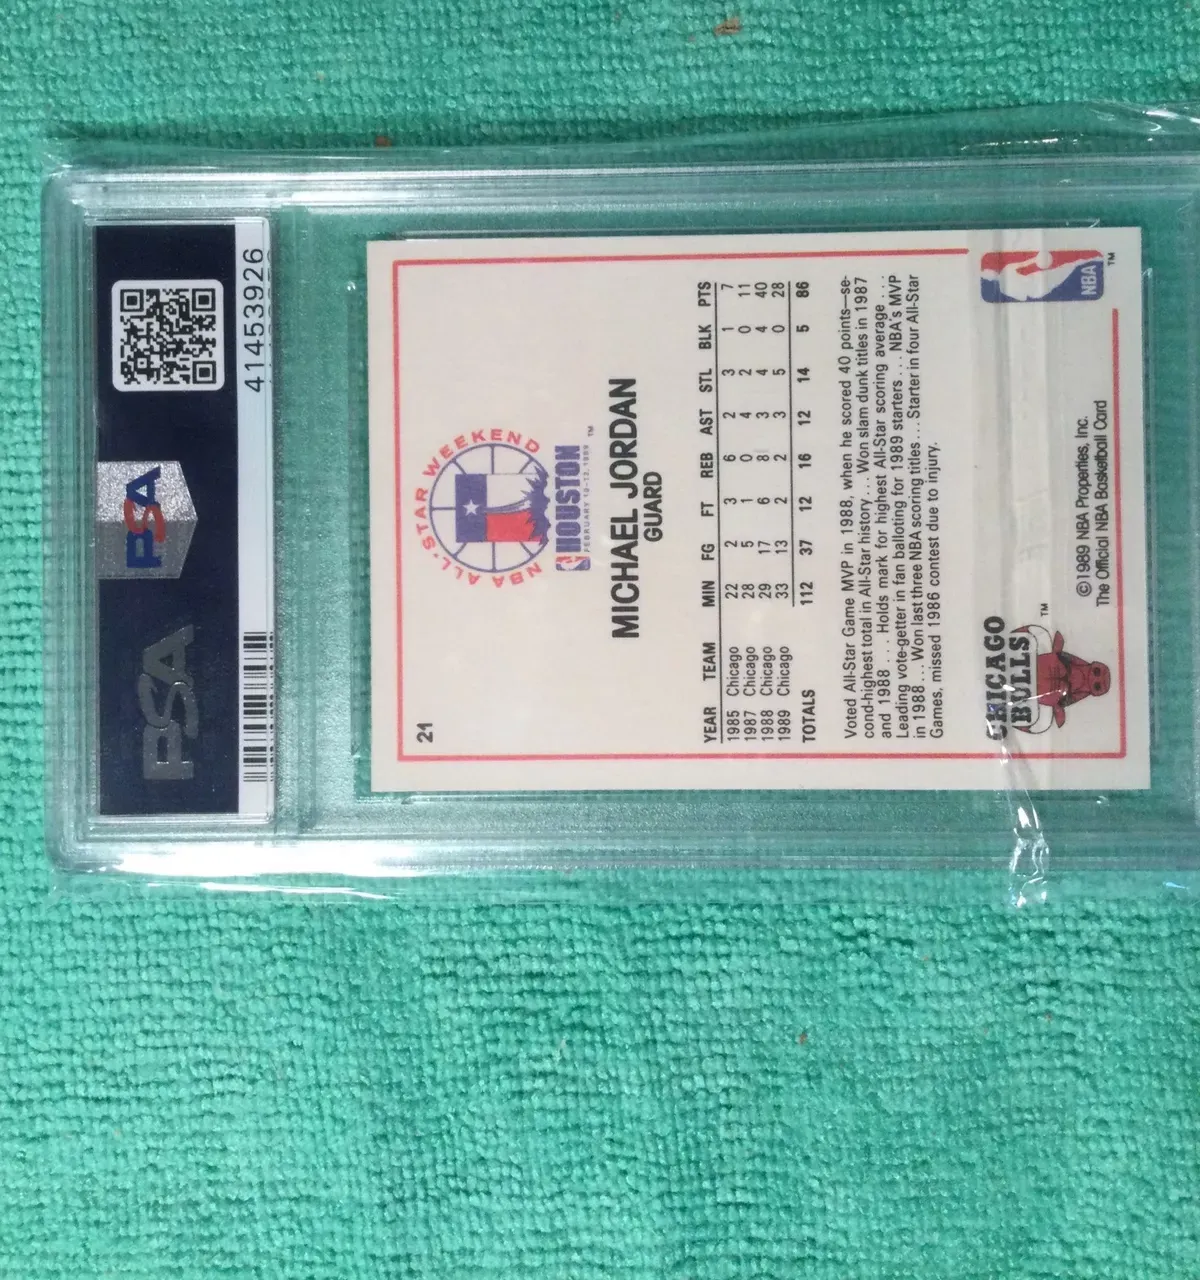 PSA
PSA
41453926
21
NBA ALL★STAR WEEKEND
HOUSTON
FEBRUARY 10-12, 1989
TM
MICHAEL JORDAN
GUARD
YEAR TEAM MIN FG FT REB AST STL BLK PTS
1985 Chicago 22 2 3 6 2 3 1 7
1987 Chicago 28 5 1 0 4 2 0 11
1988 Chicago 29 17 6 8 3 4 4 40
1989 Chicago 33 13 2 2 3 5 0 28
TOTALS 112 37 12 16 12 14 5 86
Voted All-Star Game MVP in 1988, when he scored 40 points—se-
cond-highest total in All-Star history . . . Won slam dunk titles in 1987
and 1988 . . . Holds mark for highest All-Star scoring average . . .
Leading vote-getter in fan balloting for 1989 starters . . . NBA's MVP
in 1988 . . . Won last three NBA scoring titles . . . Starter in four All-Star
Games, missed 1986 contest due to injury.
CHICAGO
BULLS
TM
NBA
TM
©1989 NBA Properties, Inc.
The Official NBA Basketball Card